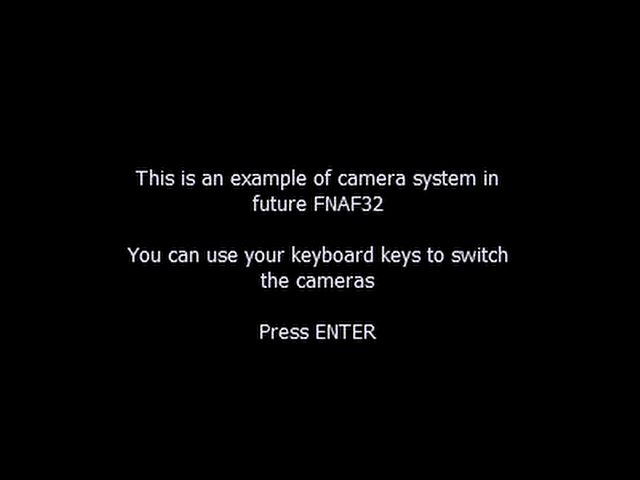 This is an example of camera system in
future FNAF32
You can use your keyboard keys to switch
the cameras
Press ENTER